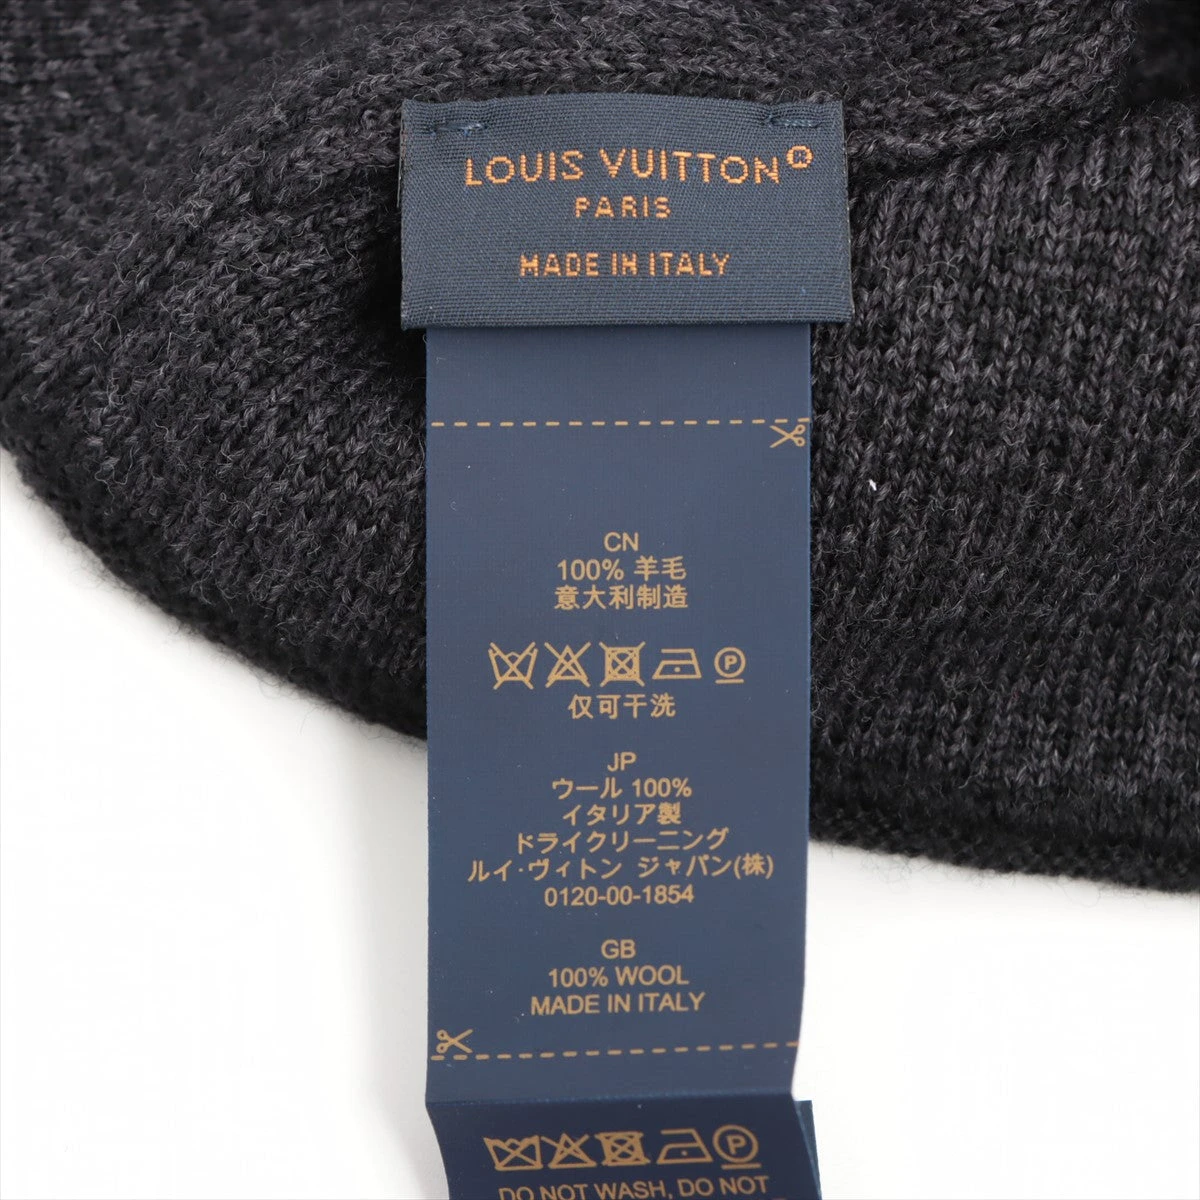 LOUIS VUITTON®
PARIS
MADE IN ITALY
CN
100% 羊毛
意大利制造
P
仅可干洗
JP
ウール 100%
イタリア製
ドライクリーニング
ルイ・ヴィトン ジャパン(株)
0120-00-1854
GB
100% WOOL
MADE IN ITALY
P
DO NOT WASH, DO NOT